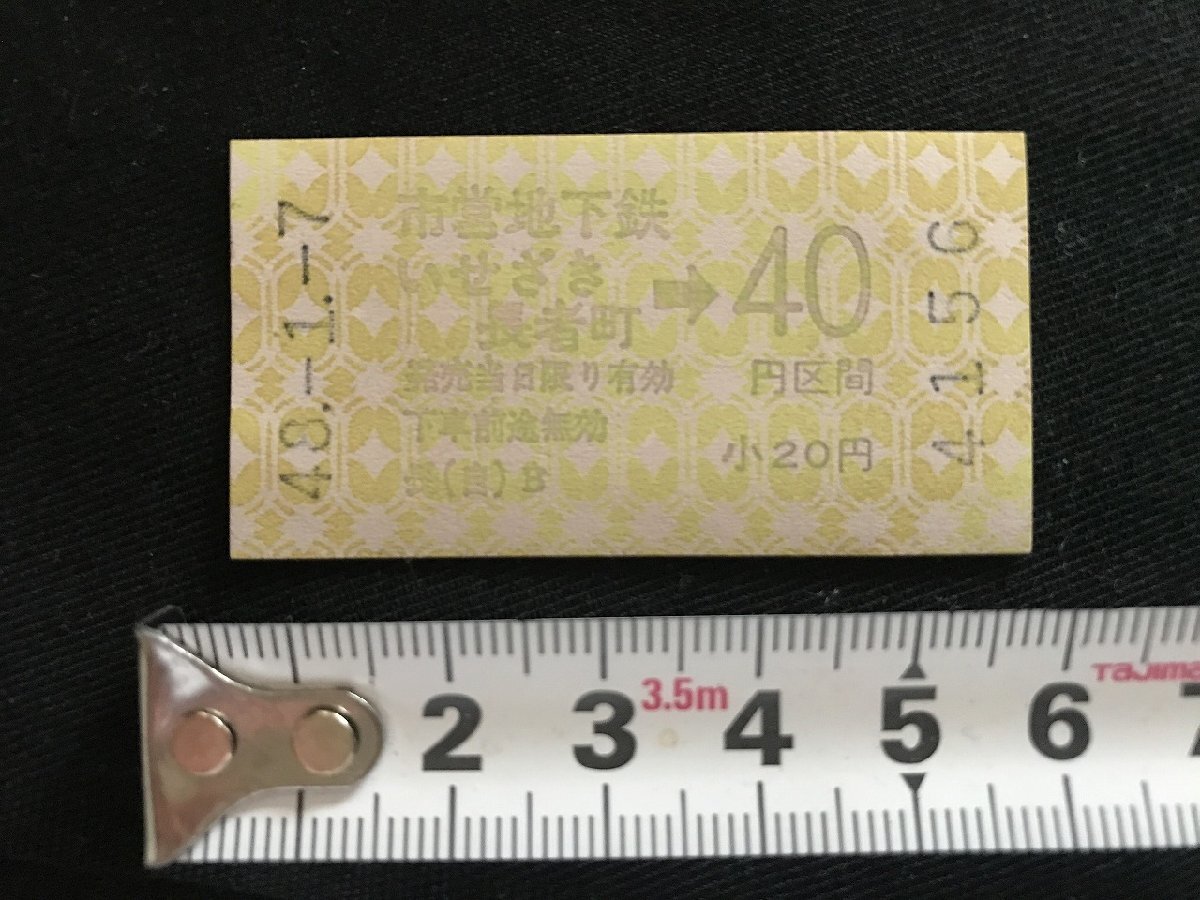 48.-1.-7
市営地下鉄
いせざき
長者町
→40
円区間
小20円
発売当日限り有効
下車前途無効
(自)B
4156
3.5m
Tajima
2
3
4
5
6
7